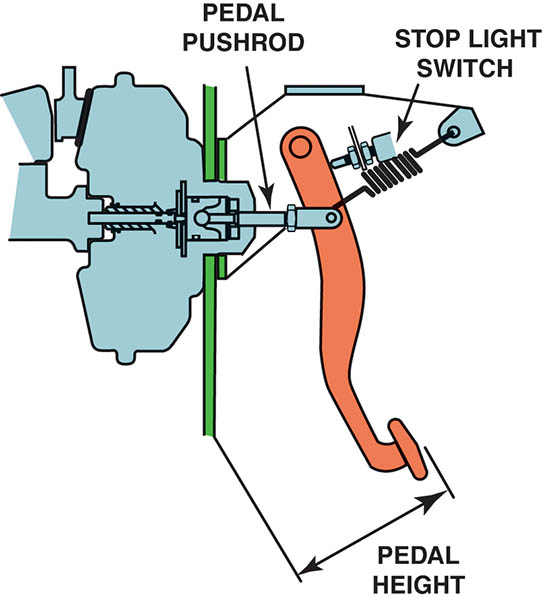 PEDAL
PUSHROD
STOP LIGHT
SWITCH
PEDAL
HEIGHT